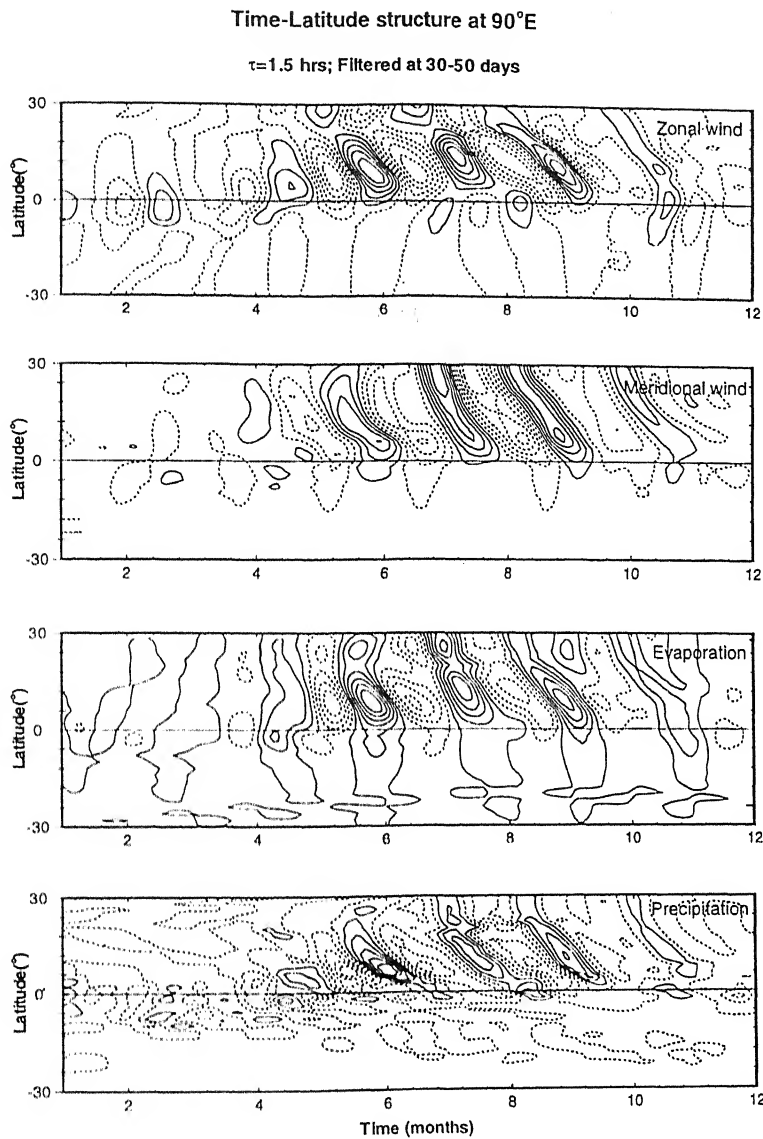 Time-Latitude structure at 90°E
τ=1.5 hrs; Filtered at 30-50 days
30
Zonal wind
Latitude(°)
0
-30
2 4 6 8 10 12
30
Meridional wind
Latitude(°)
0
-30
2 4 6 8 10 12
30
Evaporation
Latitude(°)
0
-30
2 4 6 8 10 12
30
Precipitation
Latitude(°)
0
-30
2 4 6 8 10 12
Time (months)